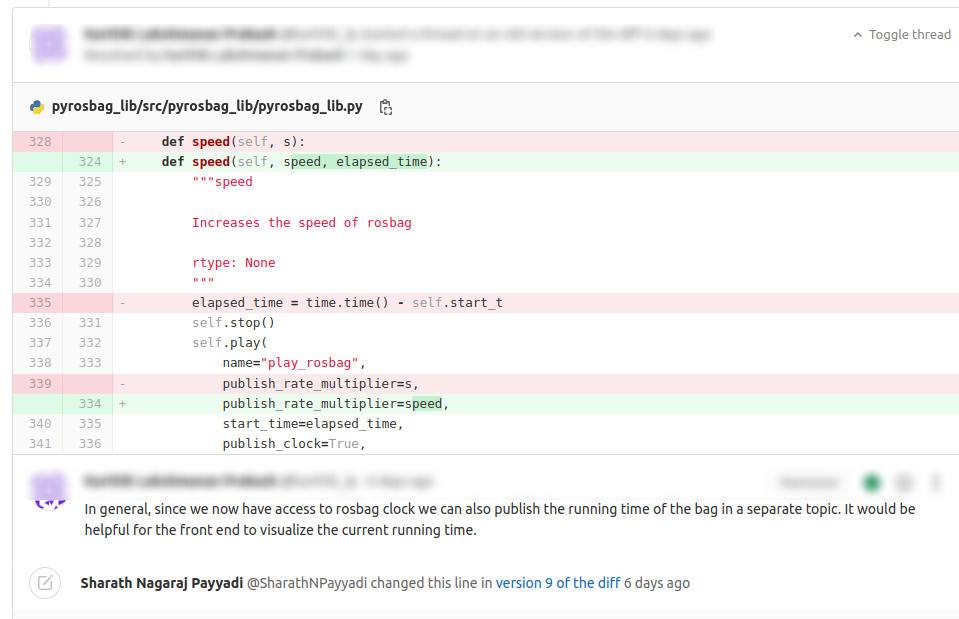 Toggle thread
pyrosbag_lib/src/pyrosbag_lib/pyrosbag_lib.py
328 - def speed(self, s):
324 + def speed(self, speed, elapsed_time):
329 325 """speed
330 326
331 327 Increases the speed of rosbag
332 328
333 329 rtype: None
334 330 """
335 - elapsed_time = time.time() - self.start_t
336 331 self.stop()
337 332 self.play(
338 333 name="play_rosbag",
339 - publish_rate_multiplier=s,
334 + publish_rate_multiplier=speed,
340 335 start_time=elapsed_time,
341 336 publish_clock=True,
In general, since we now have access to rosbag clock we can also publish the running time of the bag in a separate topic. It would be
helpful for the front end to visualize the current running time.
Sharath Nagaraj Payyadi @SharathNPayyadi changed this line in version 9 of the diff 6 days ago